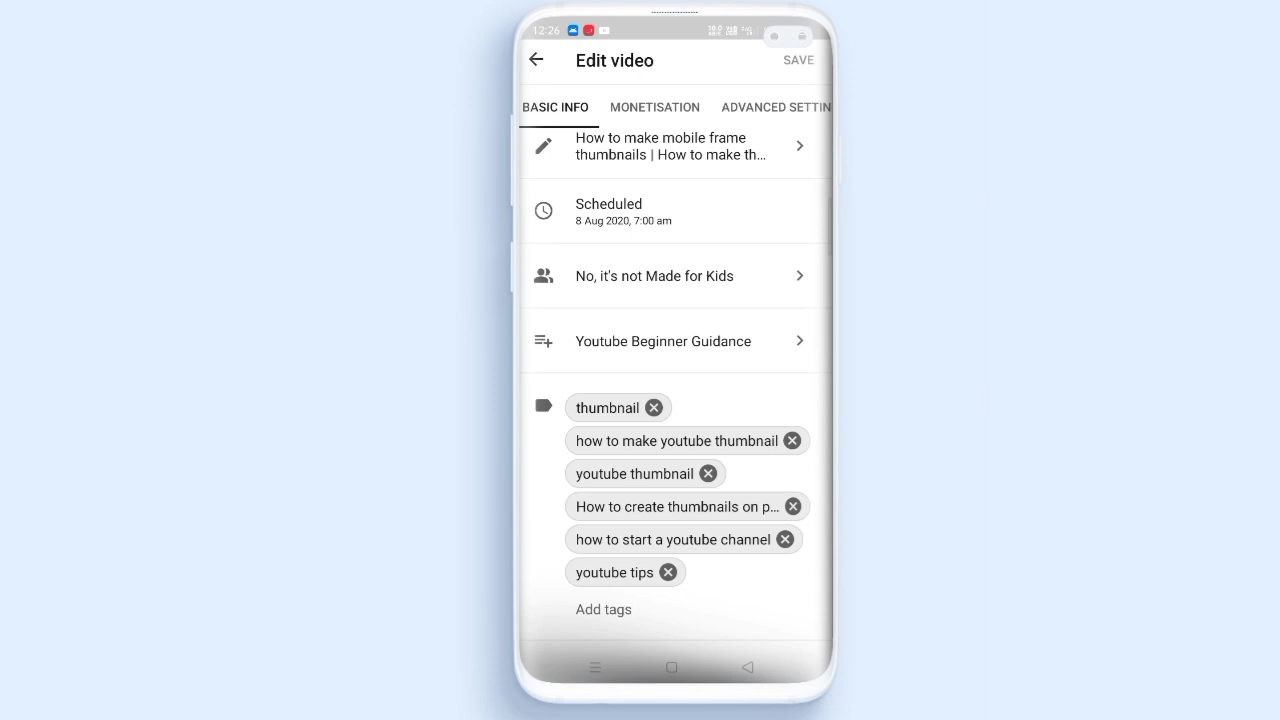 12:26
Edit video
SAVE
BASIC INFO
MONETISATION
ADVANCED SETTIN
How to make mobile frame
thumbnails | How to make th...
Scheduled
8 Aug 2020, 7:00 am
No, it's not Made for Kids
Youtube Beginner Guidance
thumbnail
how to make youtube thumbnail
youtube thumbnail
How to create thumbnails on p...
how to start a youtube channel
youtube tips
Add tags